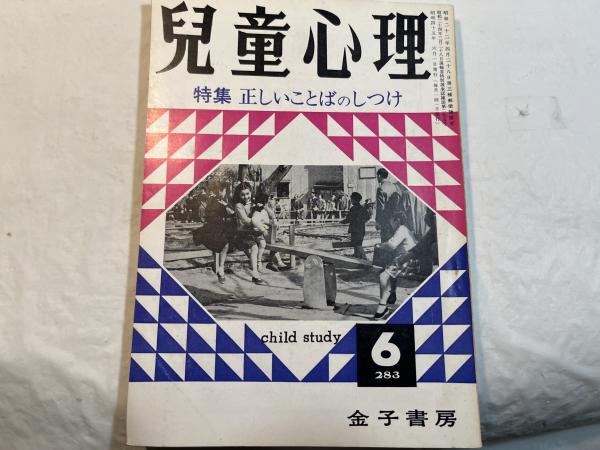 兒童心理
特集 正しいことばのしつけ
child study
6
283
金子書房